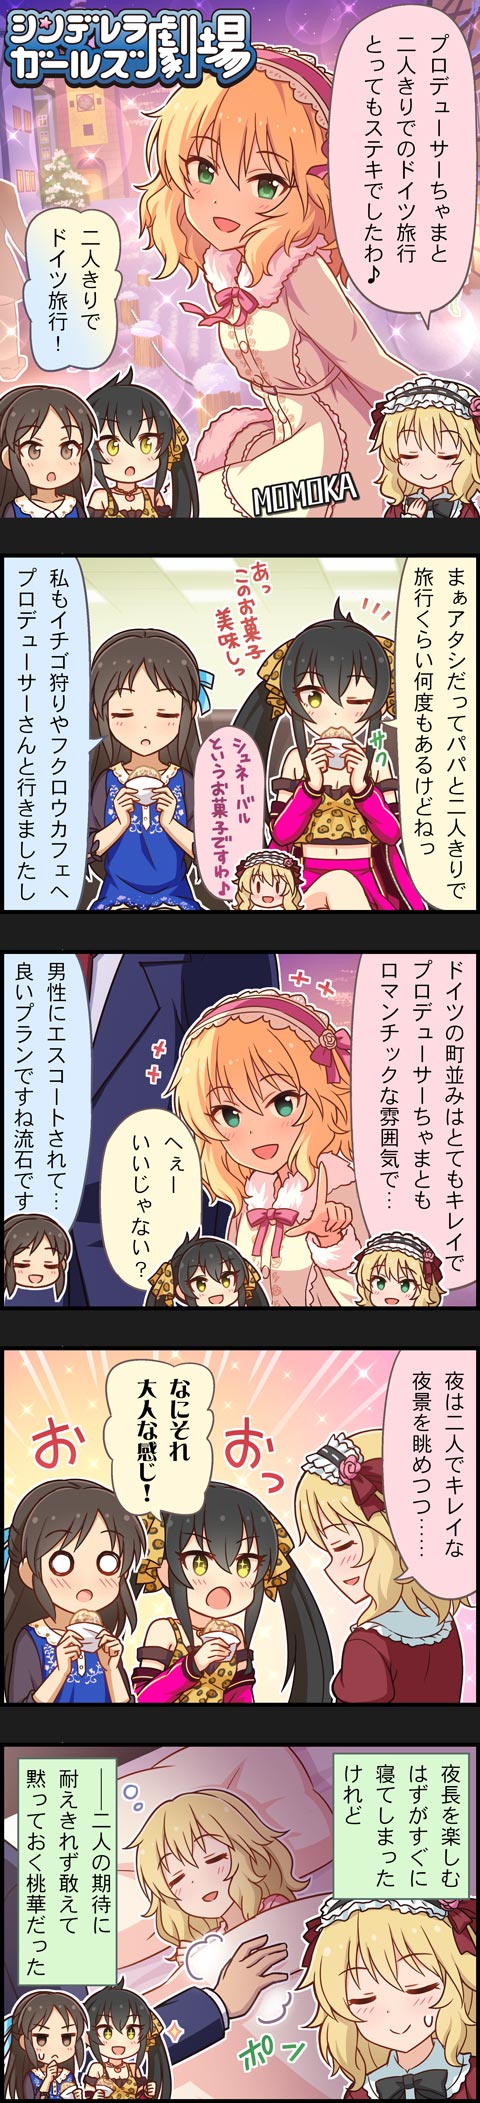 シンデレラ
ガールズ劇場
プロデューサーちゃまと
二人きりでのドイツ旅行
とってもステキでしたわ♪
二人きりで
ドイツ旅行！
MOMOKA
まぁアタシだってパパと二人きりで
旅行くらい何度もあるけどねっ
あっ
このお菓子
美味しっ
サク
シュネーバル
というお菓子ですわ♪
私もイチゴ狩りやフクロウカフェへ
プロデューサーさんと行きましたし
ドイツの町並みはとてもキレイで
プロデューサーちゃまとも
ロマンチックな雰囲気で…
へぇー
いいじゃない？
男性にエスコートされて…
良いプランですね流石です
夜は二人でキレイな
夜景を眺めつつ……
なにそれ
大人な感じ！
おっ
お
夜長を楽しむ
はずがすぐに
寝てしまった
けれど
ポン
――二人の期待に
耐えきれず敢えて
黙っておく桃華だった